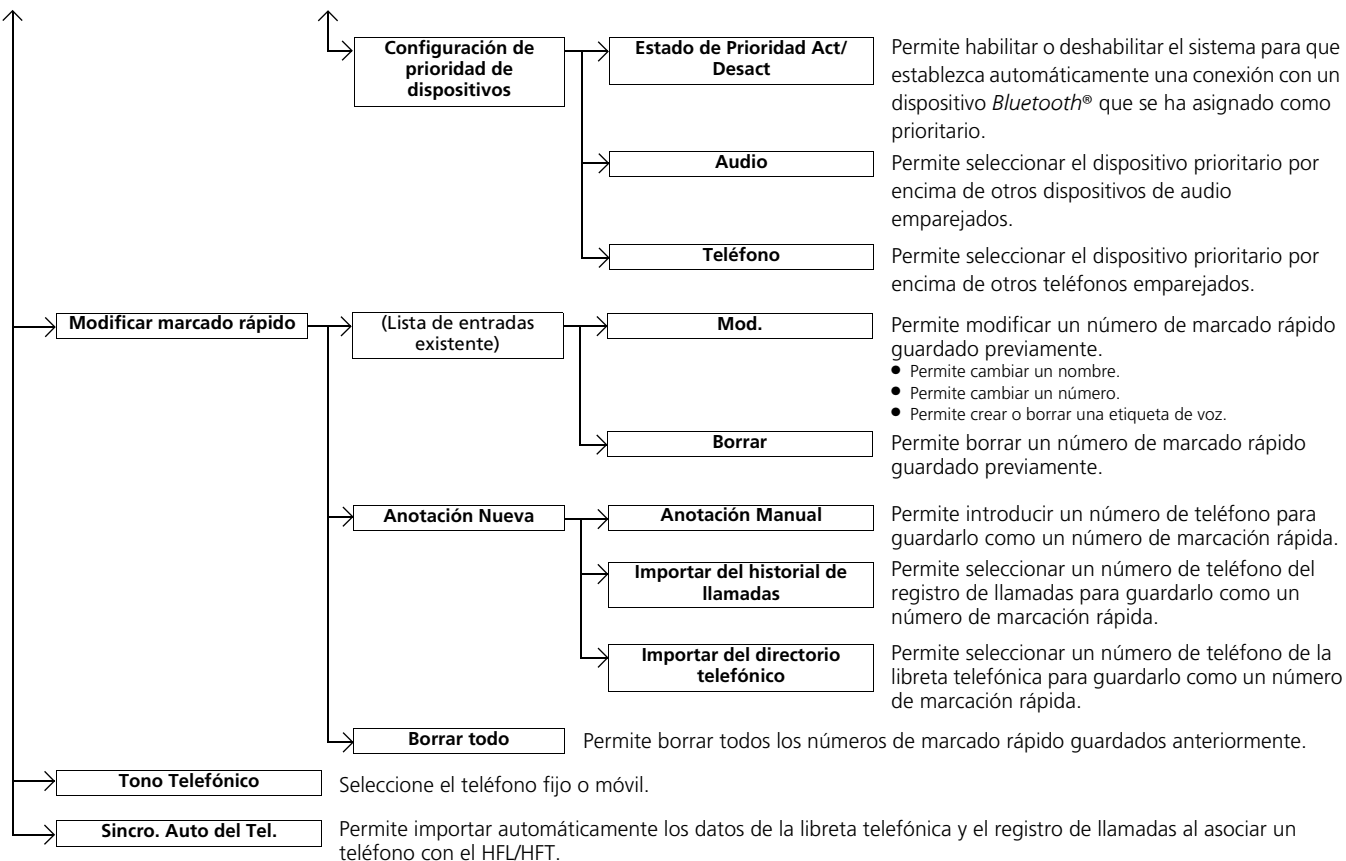 Configuración de
prioridad de
dispositivos
Estado de Prioridad Act/
Desact
Permite habilitar o deshabilitar el sistema para que
establezca automáticamente una conexión con un
dispositivo Bluetooth® que se ha asignado como
prioritario.
Audio
Permite seleccionar el dispositivo prioritario por
encima de otros dispositivos de audio
emparejados.
Teléfono
Permite seleccionar el dispositivo prioritario por
encima de otros teléfonos emparejados.
Modificar marcado rápido
(Lista de entradas
existente)
Mod.
Permite modificar un número de marcado rápido
guardado previamente.
● Permite cambiar un nombre.
● Permite cambiar un número.
● Permite crear o borrar una etiqueta de voz.
Borrar
Permite borrar un número de marcado rápido
guardado previamente.
Anotación Nueva
Anotación Manual
Permite introducir un número de teléfono para
guardarlo como un número de marcación rápida.
Importar del historial de
llamadas
Permite seleccionar un número de teléfono del
registro de llamadas para guardarlo como un
número de marcación rápida.
Importar del directorio
telefónico
Permite seleccionar un número de teléfono de la
libreta telefónica para guardarlo como un número
de marcación rápida.
Borrar todo
Permite borrar todos los números de marcado rápido guardados anteriormente.
Tono Telefónico
Seleccione el teléfono fijo o móvil.
Sincro. Auto del Tel.
Permite importar automáticamente los datos de la libreta telefónica y el registro de llamadas al asociar un
teléfono con el HFL/HFT.